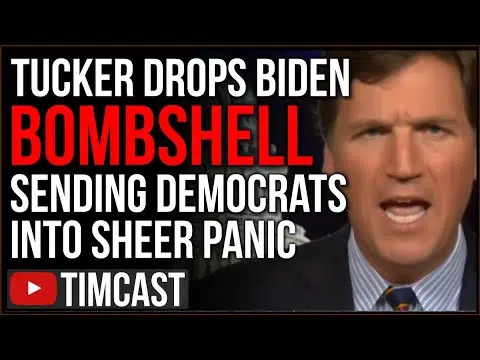 TUCKER DROPS BIDEN
BOMBSHELL
SENDING DEMOCRATS
INTO SHEER PANIC
TIMCAST